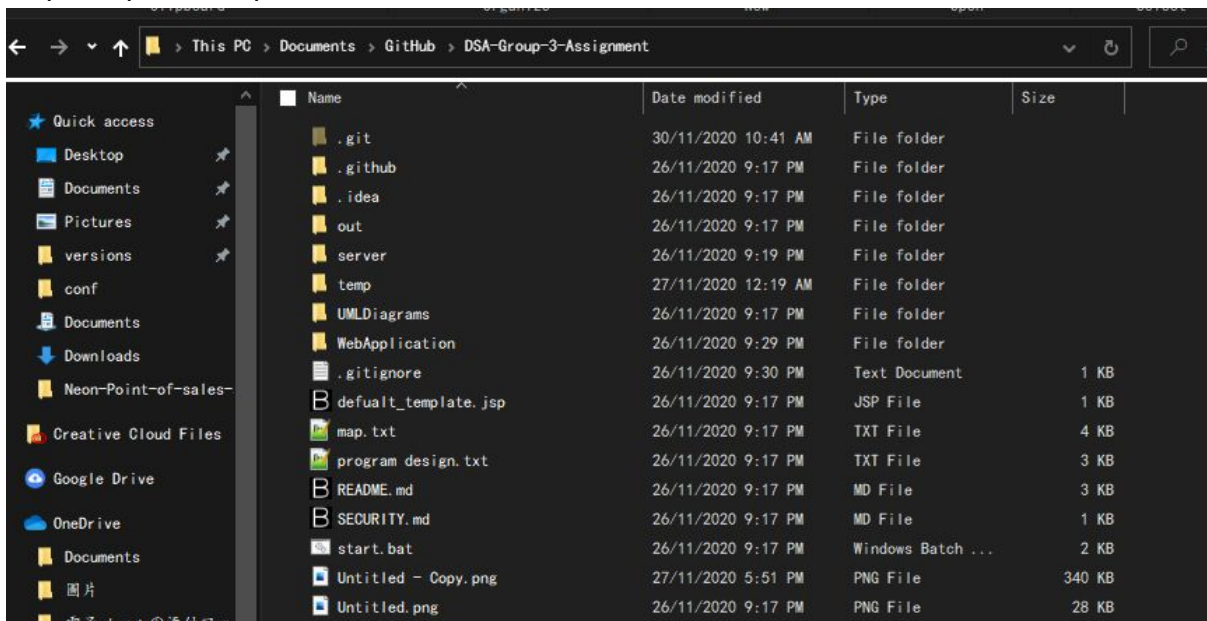 This PC > Documents > GitHub > DSA-Group-3-Assignment
Name Date modified Type Size
Quick access
Desktop
Documents
Pictures
versions
conf
Documents
Downloads
Neon-Point-of-sales-
Creative Cloud Files
Google Drive
OneDrive
Documents
圖片
.git 30/11/2020 10:41 AM File folder
.github 26/11/2020 9:17 PM File folder
.idea 26/11/2020 9:17 PM File folder
out 26/11/2020 9:17 PM File folder
server 26/11/2020 9:19 PM File folder
temp 27/11/2020 12:19 AM File folder
UMLDiagrams 26/11/2020 9:17 PM File folder
WebApplication 26/11/2020 9:29 PM File folder
.gitignore 26/11/2020 9:30 PM Text Document 1 KB
defualt_template.jsp 26/11/2020 9:17 PM JSP File 1 KB
map.txt 26/11/2020 9:17 PM TXT File 4 KB
program design.txt 26/11/2020 9:17 PM TXT File 3 KB
README.md 26/11/2020 9:17 PM MD File 3 KB
SECURITY.md 26/11/2020 9:17 PM MD File 1 KB
start.bat 26/11/2020 9:17 PM Windows Batch ... 2 KB
Untitled - Copy.png 27/11/2020 5:51 PM PNG File 340 KB
Untitled.png 26/11/2020 9:17 PM PNG File 28 KB